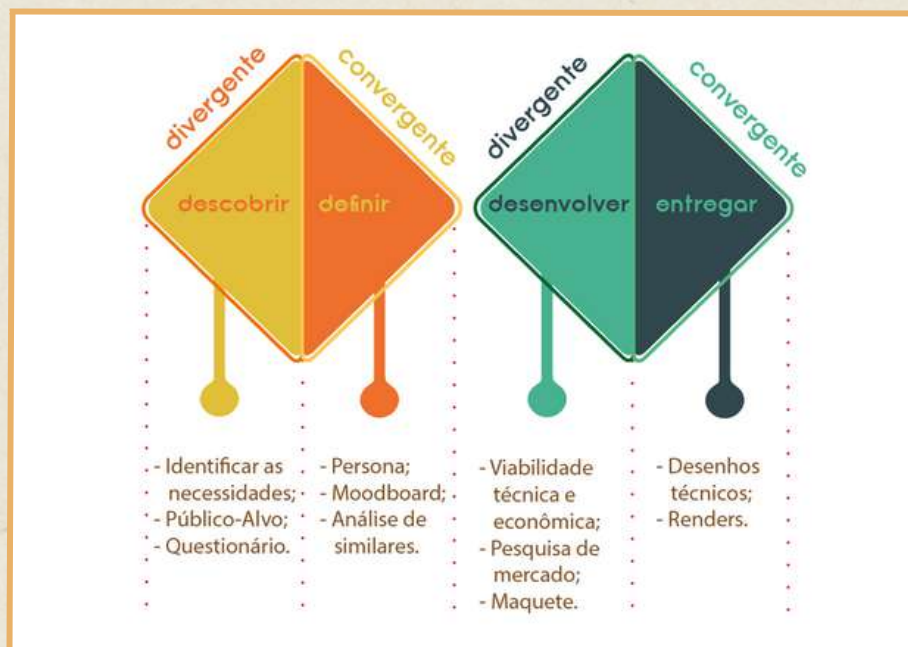 divergente
convergente
descobrir
definir
divergente
convergente
desenvolver
entregar
- Identificar as
necessidades;
- Público-Alvo;
- Questionário.
- Persona;
- Moodboard;
- Análise de
similares.
- Viabilidade
técnica e
econômica;
- Pesquisa de
mercado;
- Maquete.
- Desenhos
técnicos;
- Renders.